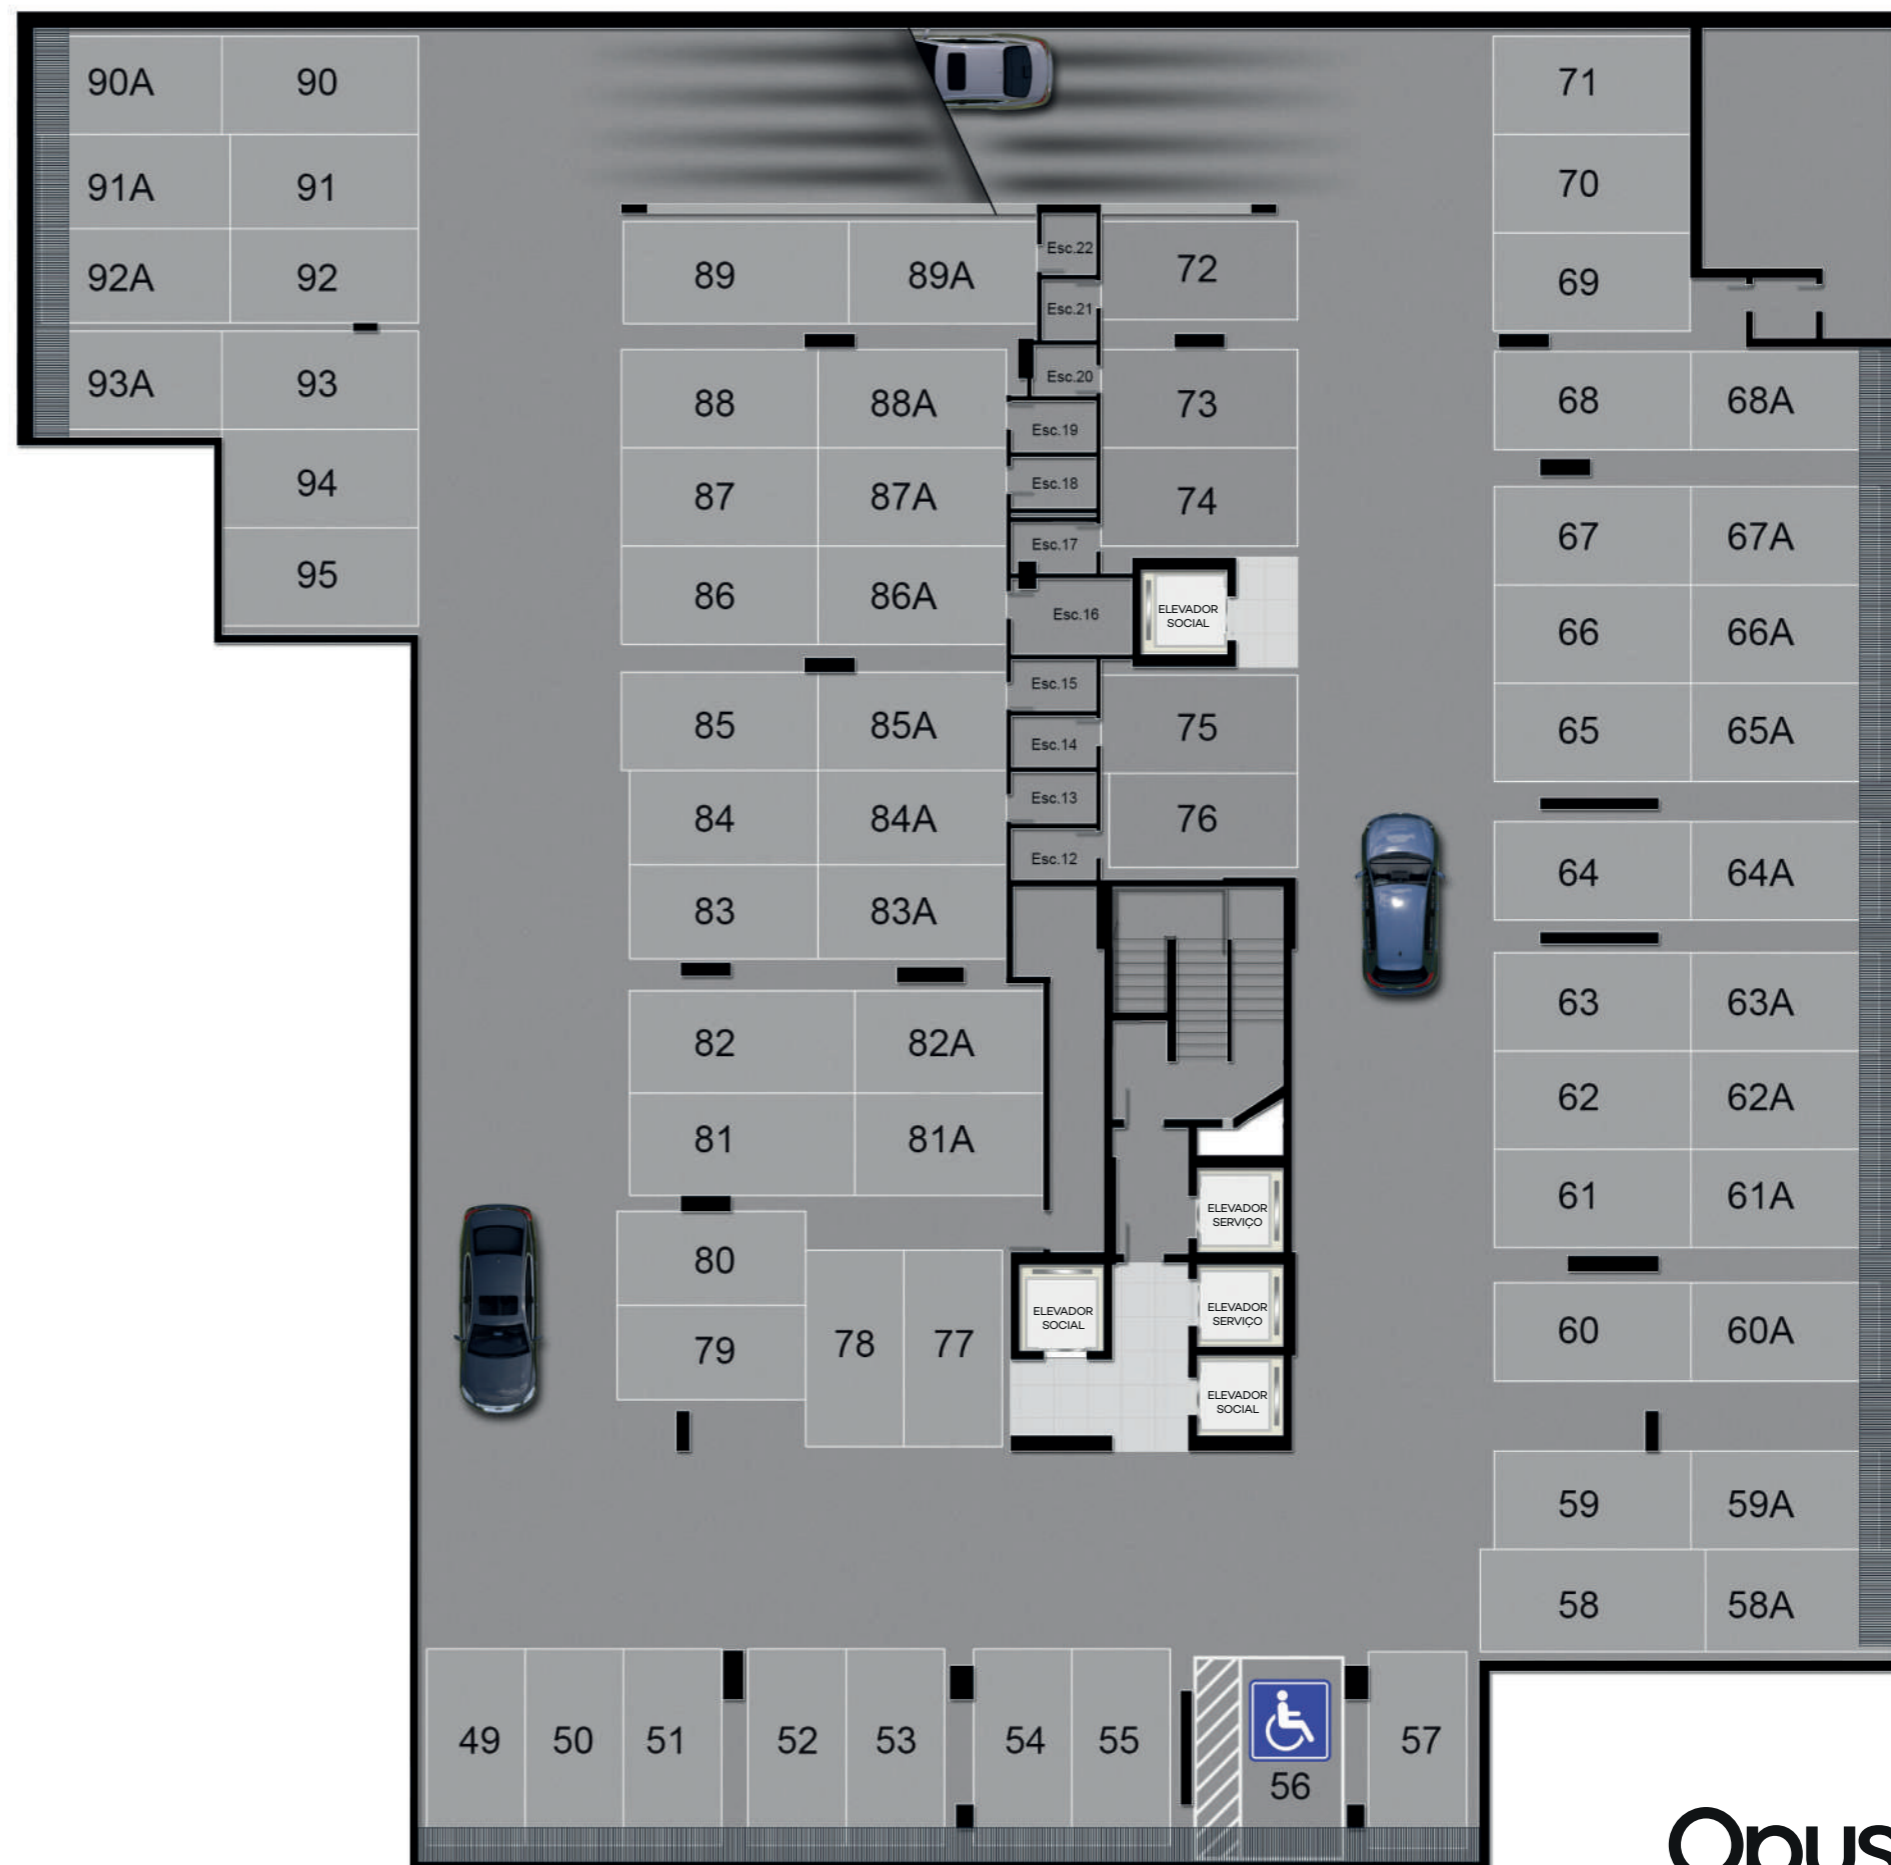 90A 90 71
91A 91 70
92A 92 89 89A Esc.22 72 69
Esc.21
93A 93 88 88A Esc.20 73 68 68A
Esc.19
94 87 87A Esc.18 74 67 67A
Esc.17
95 86 86A Esc.16 ELEVADOR
SOCIAL
66 66A
85 85A Esc.15 75 65 65A
Esc.14
84 84A Esc.13 76
Esc.12 64 64A
83 83A
82 82A 63 63A
81 81A 62 62A
ELEVADOR
SERVIÇO
61 61A
80
ELEVADOR
SOCIAL
ELEVADOR
SERVIÇO
60 60A
79 78 77
ELEVADOR
SOCIAL
59 59A
58 58A
49 50 51 52 53 54 55 56 57
Opus